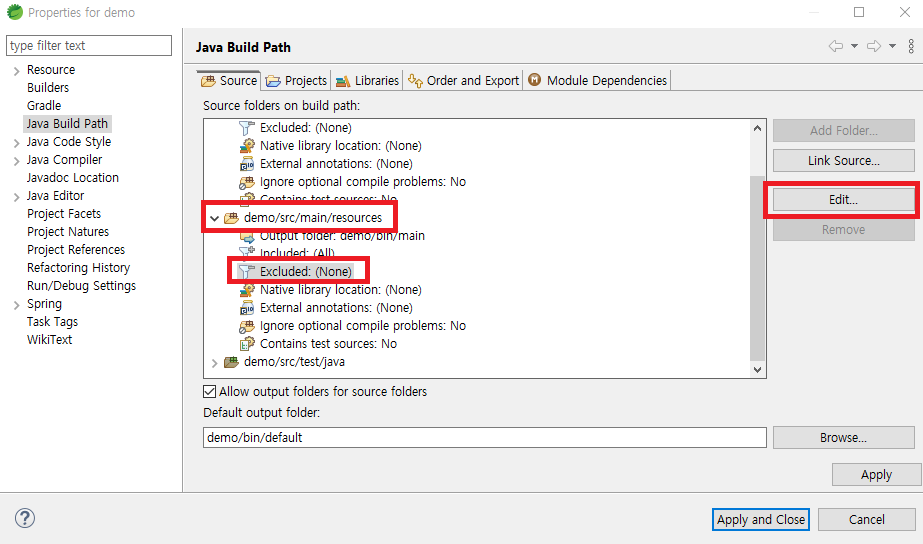 Properties for demo
type filter text
Resource
Builders
Gradle
Java Build Path
Java Code Style
Java Compiler
Javadoc Location
Java Editor
Project Facets
Project Natures
Project References
Refactoring History
Run/Debug Settings
Spring
Task Tags
WikiText
Java Build Path
Source Projects Libraries Order and Export Module Dependencies
Source folders on build path:
Excluded: (None)
Native library location: (None)
External annotations: (None)
Ignore optional compile problems: No
Contains test sources: No
demo/src/main/resources
Output folder: demo/bin/main
Included: (All)
Excluded: (None)
Native library location: (None)
External annotations: (None)
Ignore optional compile problems: No
Contains test sources: No
demo/src/test/java
Add Folder...
Link Source...
Edit...
Remove
Allow output folders for source folders
Default output folder:
demo/bin/default
Browse...
Apply
Apply and Close
Cancel